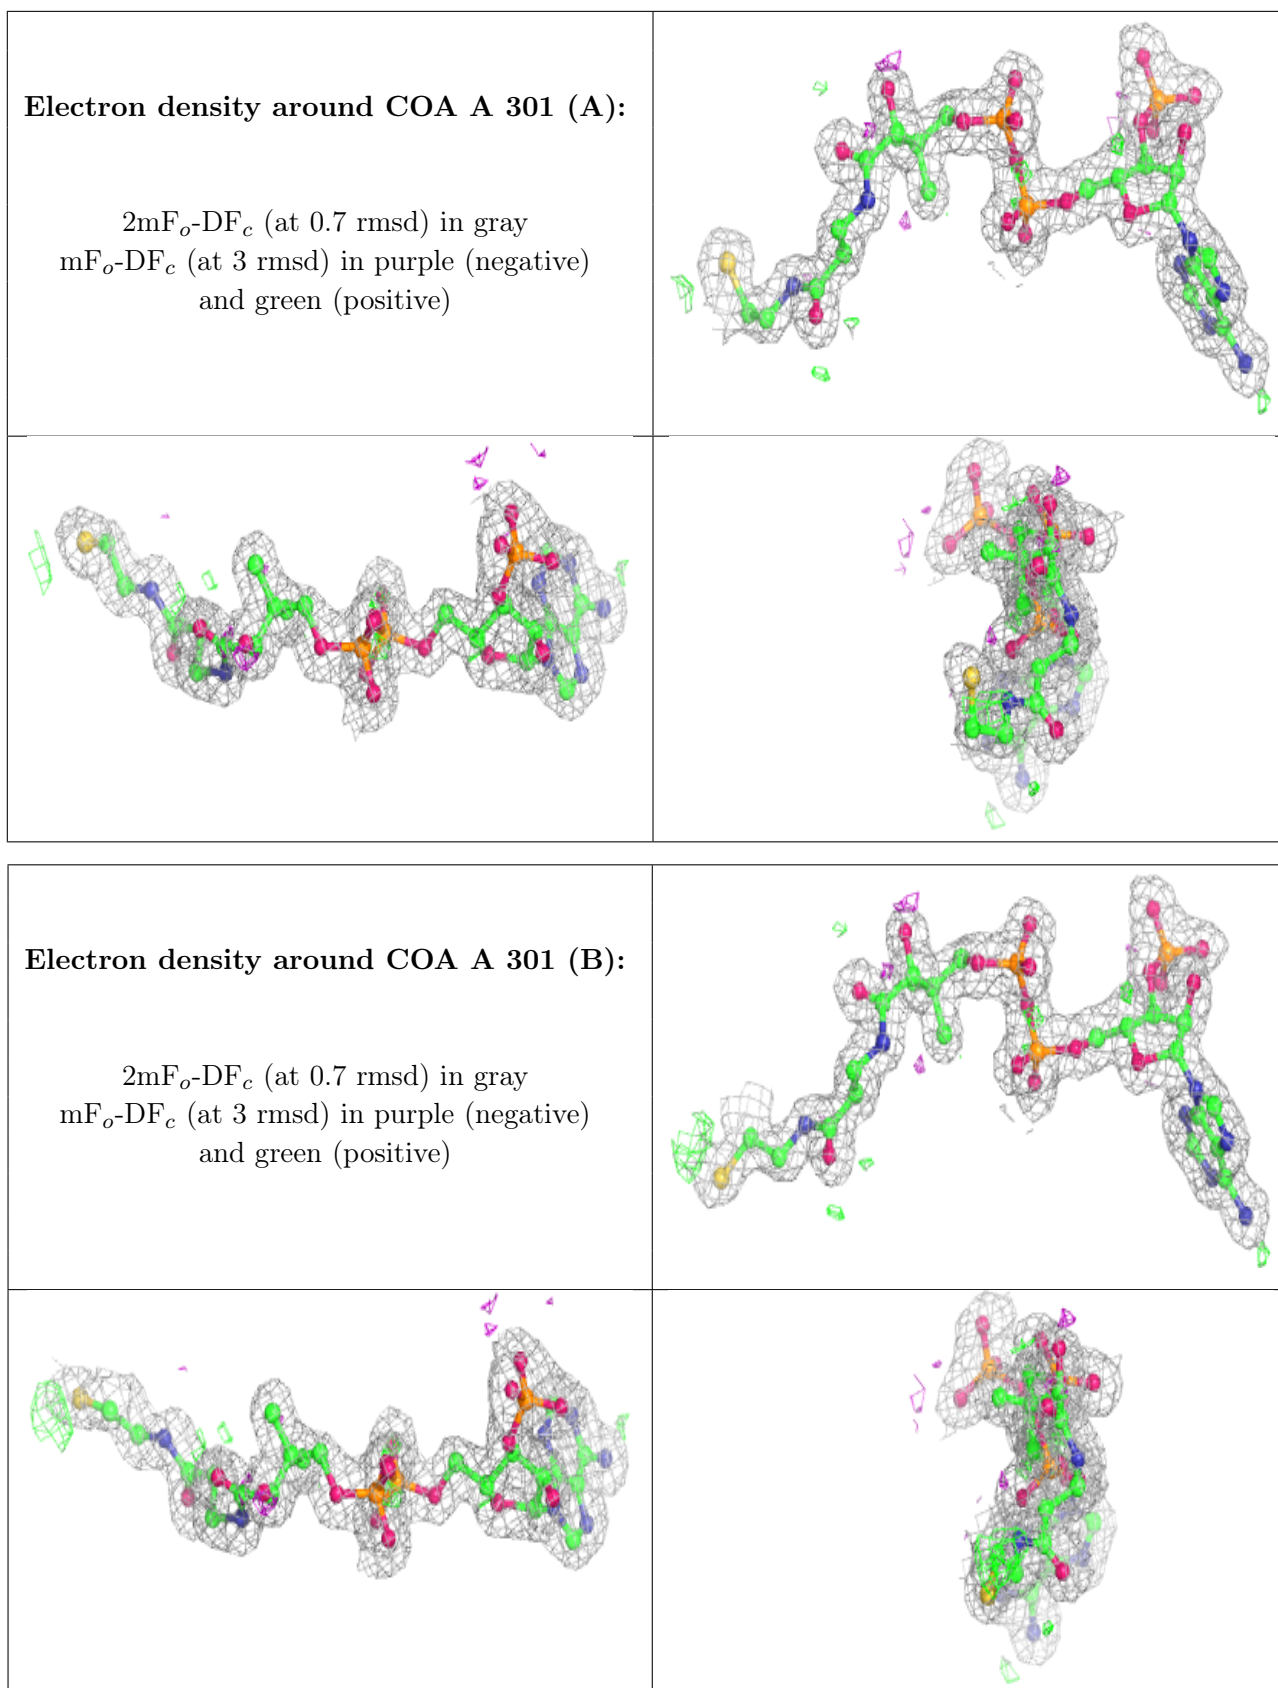 Electron density around COA A 301 (A):
2mFo-DFc (at 0.7 rmsd) in gray
mFo-DFc (at 3 rmsd) in purple (negative)
and green (positive)
Electron density around COA A 301 (B):
2mFo-DFc (at 0.7 rmsd) in gray
mFo-DFc (at 3 rmsd) in purple (negative)
and green (positive)